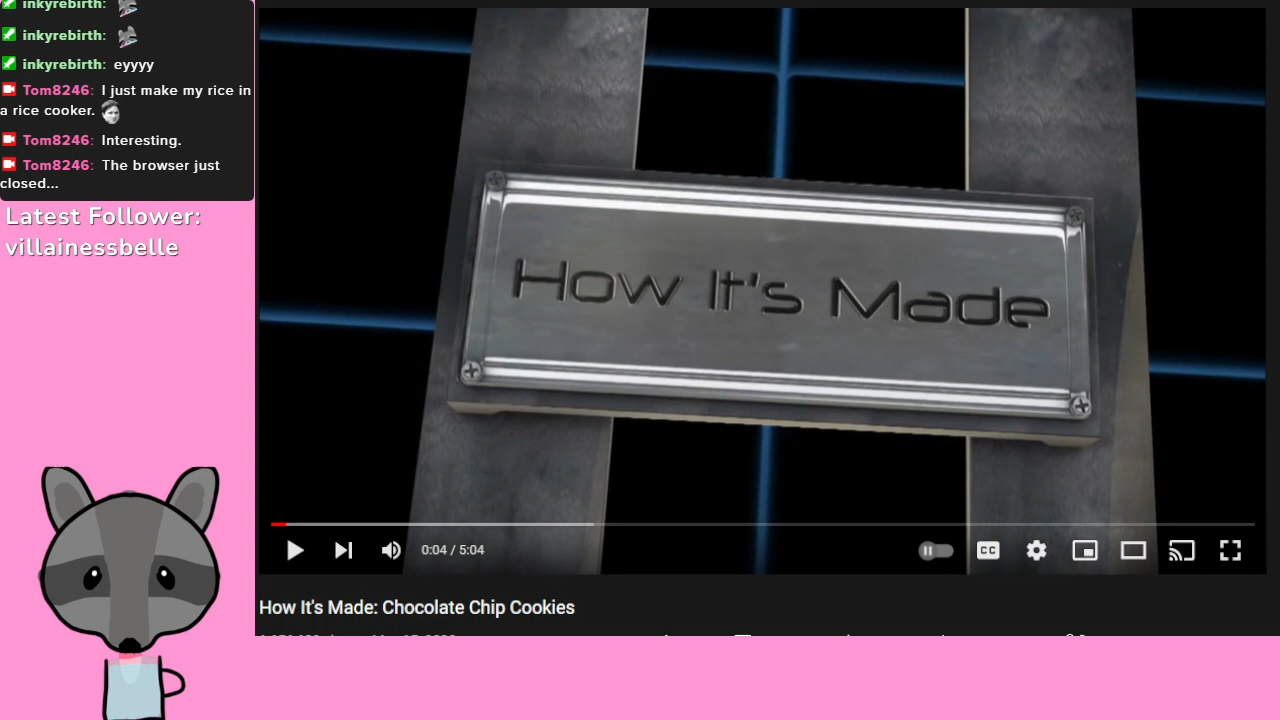 inkyrebirth:
inkyrebirth:
inkyrebirth: eyyyy
Tom8246: I just make my rice in
a rice cooker.
Tom8246: Interesting.
Tom8246: The browser just
closed...
Latest Follower:
villainessbelle
How It's Made
0:04 / 5:04
CC
How It's Made: Chocolate Chip Cookies